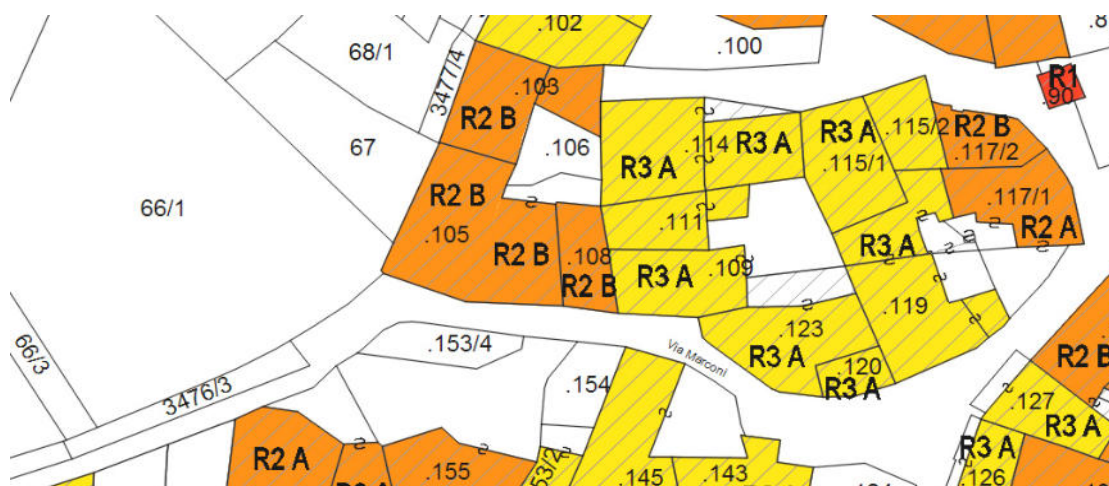 .102
.100
.8
68/1
3477/4
.103
R1
.90
R2 B
.106
R3 A
.114
R3 A
R3 A
.115/1
.115/2
R2 B
.117/2
67
66/1
R2 B
.105
R2 B
.108
R2 B
.111
R3 A
.109
.117/1
R2 A
R3 A
.119
66/3
3476/3
.153/4
Via Marconi
.123
R3 A
.120
R3 A
R2 B
.154
.127
R3 A
R3 A
.126
R2 A
.155
53/2
.145
.143